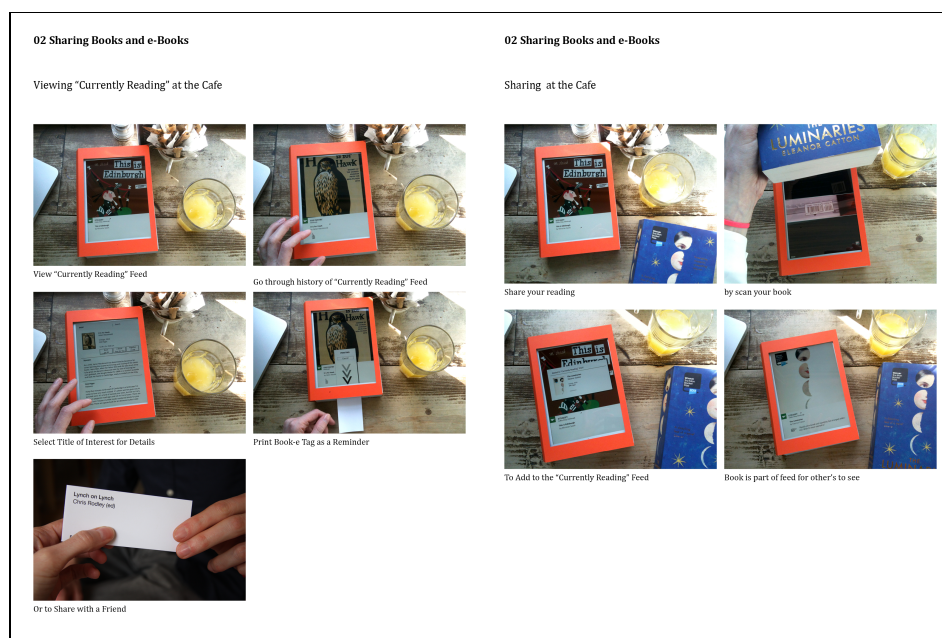 02 Sharing Books and e-Books
Viewing “Currently Reading” at the Cafe
This is
Edinburgh
View “Currently Reading” Feed
H
Hawk
Go through history of “Currently Reading” Feed
Select Title of Interest for Details
H
Hawk
Print Book-e Tag as a Reminder
Lynch on Lynch
Chris Rodley (ed)
Or to Share with a Friend
02 Sharing Books and e-Books
Sharing at the Cafe
This is
Edinburgh
Share your reading
THE
LUMINARIES
ELEANOR CATTON
by scan your book
This is
To Add to the “Currently Reading” Feed
Book is part of feed for other's to see